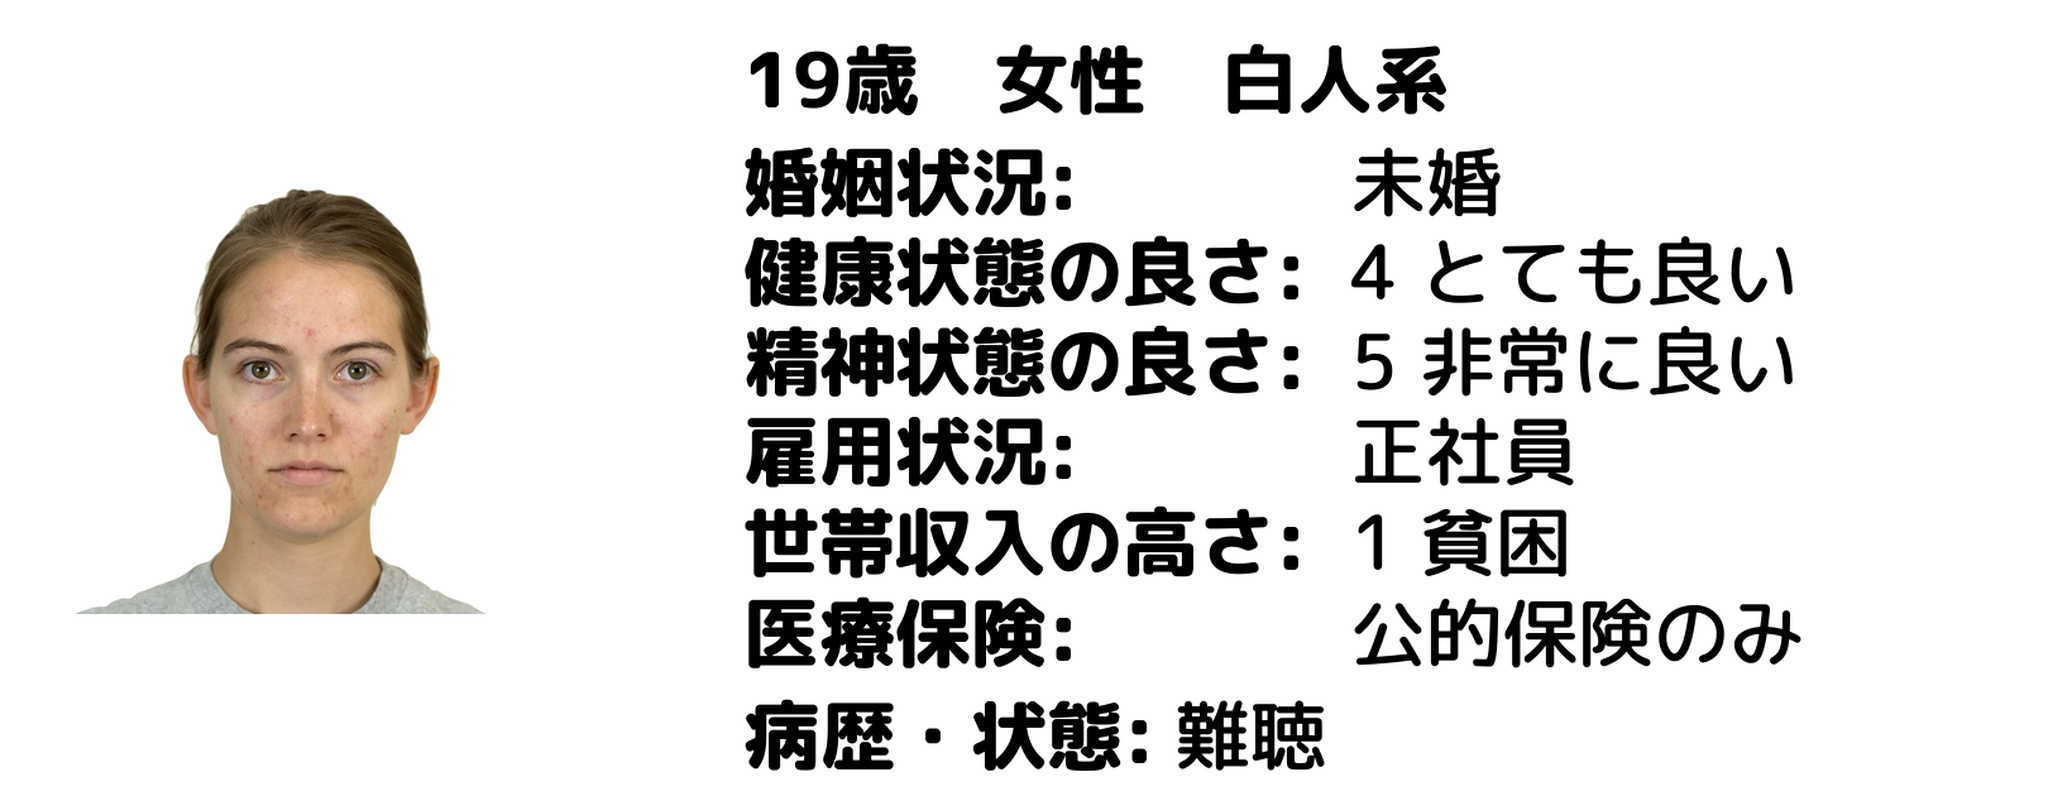 19歳　女性　白人系
婚姻状況: 未婚
健康状態の良さ: 4 とても良い
精神状態の良さ: 5 非常に良い
雇用状況: 正社員
世帯収入の高さ: 1 貧困
医療保険: 公的保険のみ
病歴・状態: 難聴